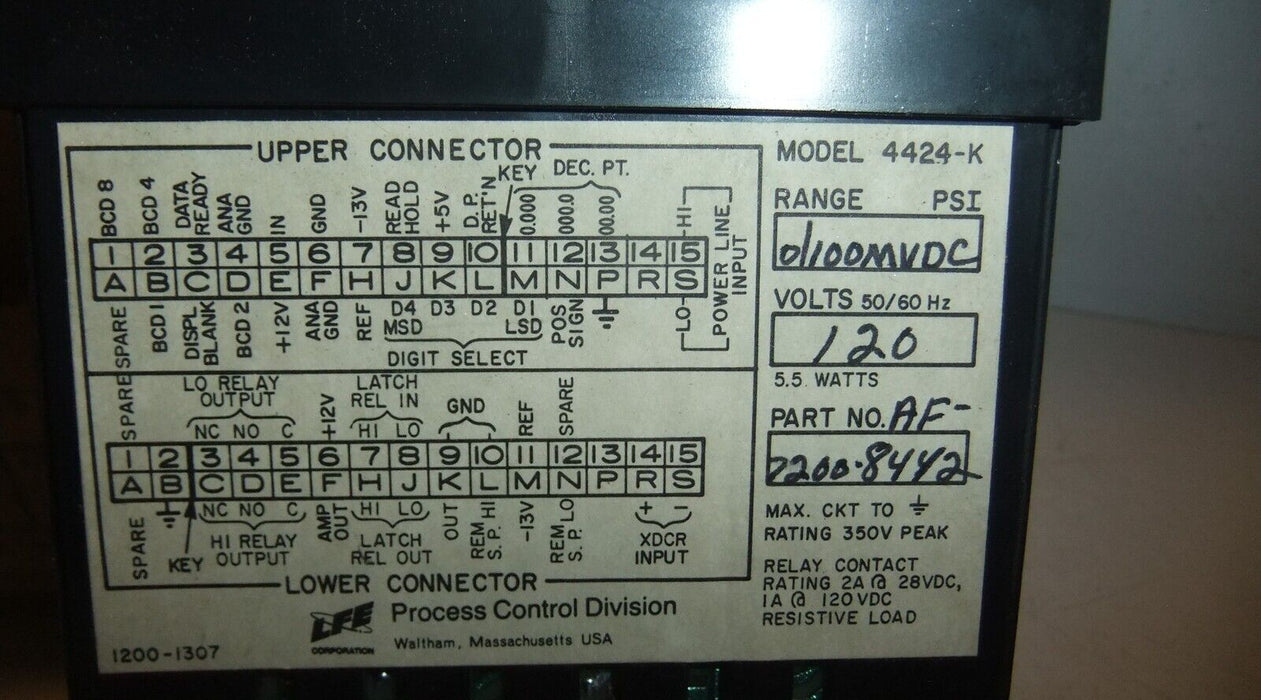 UPPER CONNECTOR
KEY DEC. PT.
BCD 8
BCD 4
DATA READY
ANA GND
IN
GND
-13V
READ HOLD
+5V
D.P. RET'N
0.000
000.0
00.00
HI
1 2 3 4 5 6 7 8 9 10 11 12 13 14 15
A B C D E F H J K L M N P R S
SPARE
BCD 1
DISPL BLANK
BCD 2
+12V
ANA GND
REF
D4 D3 D2 D1
MSD LSD
DIGIT SELECT
POS SIGN
LO
POWER LINE INPUT
SPARE
LO RELAY OUTPUT
NC NO C
+12V
LATCH REL IN
HI LO
GND
REF
SPARE
1 2 3 4 5 6 7 8 9 10 11 12 13 14 15
A B C D E F H J K L M N P R S
SPARE
KEY
NC NO C
HI RELAY OUTPUT
AMP OUT
HI LO
LATCH REL OUT
OUT
REM HI S.P.
-13V
REM LO S.P.
+ -
XDCR INPUT
LOWER CONNECTOR
LFE CORPORATION
Process Control Division
Waltham, Massachusetts USA
1200-1307
MODEL 4424-K
RANGE PSI
0/100MVDC
VOLTS 50/60 Hz
120
5.5 WATTS
PART NO. AF-
7200-8442
MAX. CKT TO ⏚
RATING 350V PEAK
RELAY CONTACT
RATING 2A @ 28VDC,
1A @ 120VDC
RESISTIVE LOAD